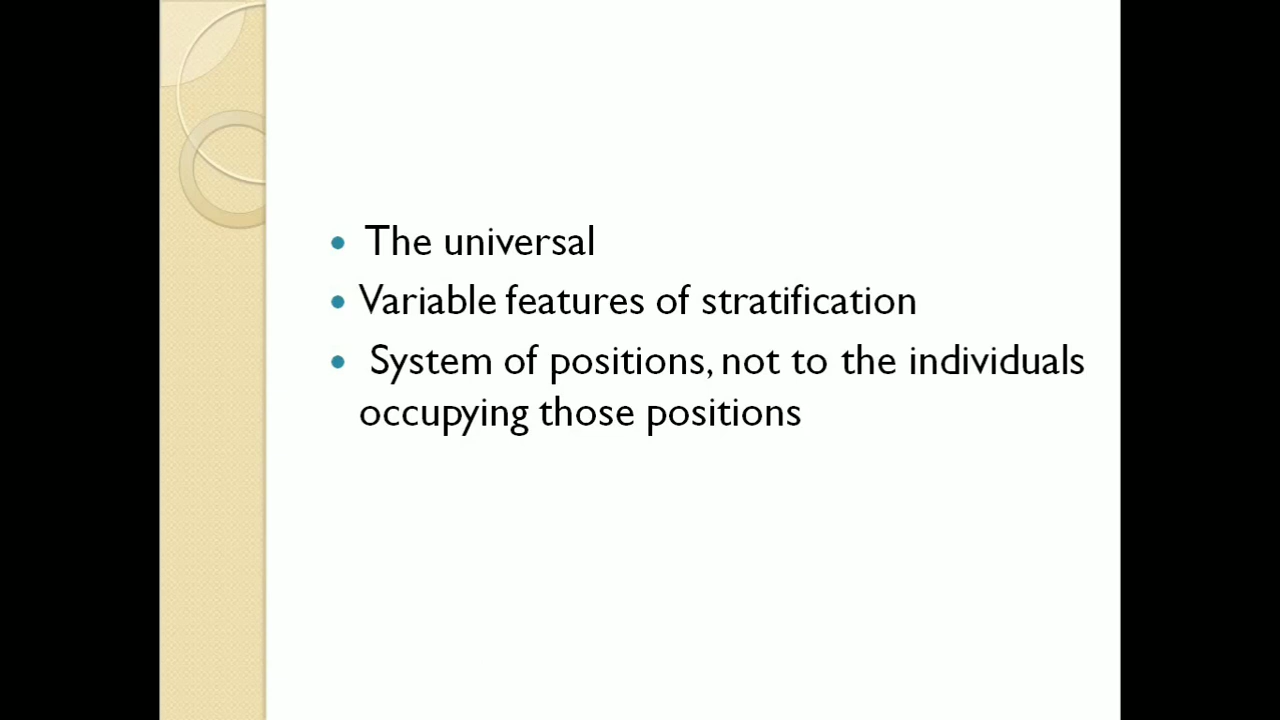 • The universal
• Variable features of stratification
• System of positions, not to the individuals
occupying those positions